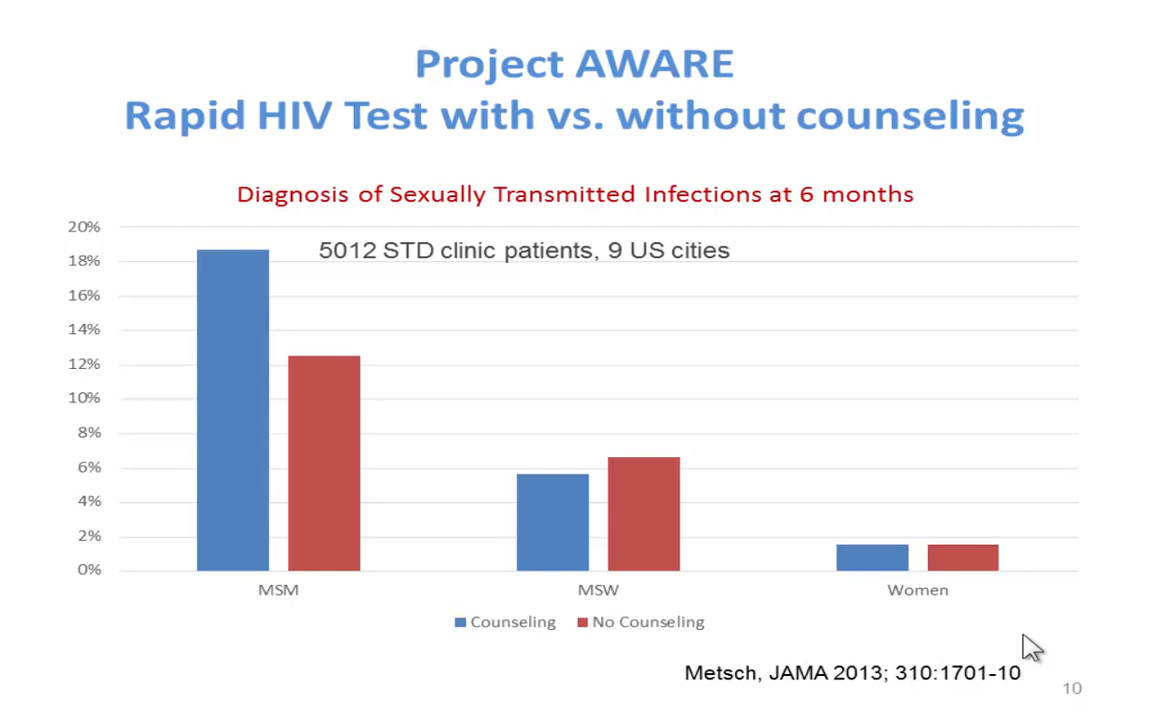 Project AWARE
Rapid HIV Test with vs. without counseling
Diagnosis of Sexually Transmitted Infections at 6 months
5012 STD clinic patients, 9 US cities
20%
18%
16%
14%
12%
10%
8%
6%
4%
2%
0%
MSM MSW Women
Counseling No Counseling
Metsch, JAMA 2013; 310:1701-10
10